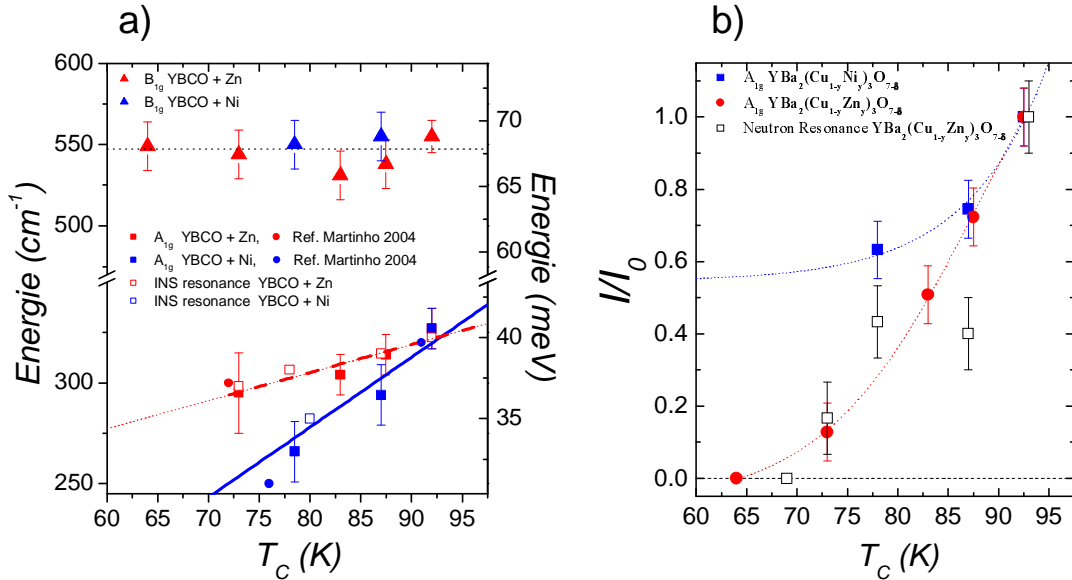 a)
600
550
500
300
250
Energie (cm⁻¹)
B₁g YBCO + Zn
B₁g YBCO + Ni
A₁g YBCO + Zn, Ref. Martinho 2004
A₁g YBCO + Ni, Ref. Martinho 2004
INS resonance YBCO + Zn
INS resonance YBCO + Ni
70
65
60
40
35
Energie (meV)
60 65 70 75 80 85 90 95
T_C (K)
b)
A₁g YBa₂(Cu₁₋yNiy)₃O₇₋δ
A₁g YBa₂(Cu₁₋yZny)₃O₇₋δ
Neutron Resonance YBa₂(Cu₁₋yZny)₃O₇₋δ
1.0
0.8
0.6
0.4
0.2
0.0
I/I₀
60 65 70 75 80 85 90 95
T_C (K)